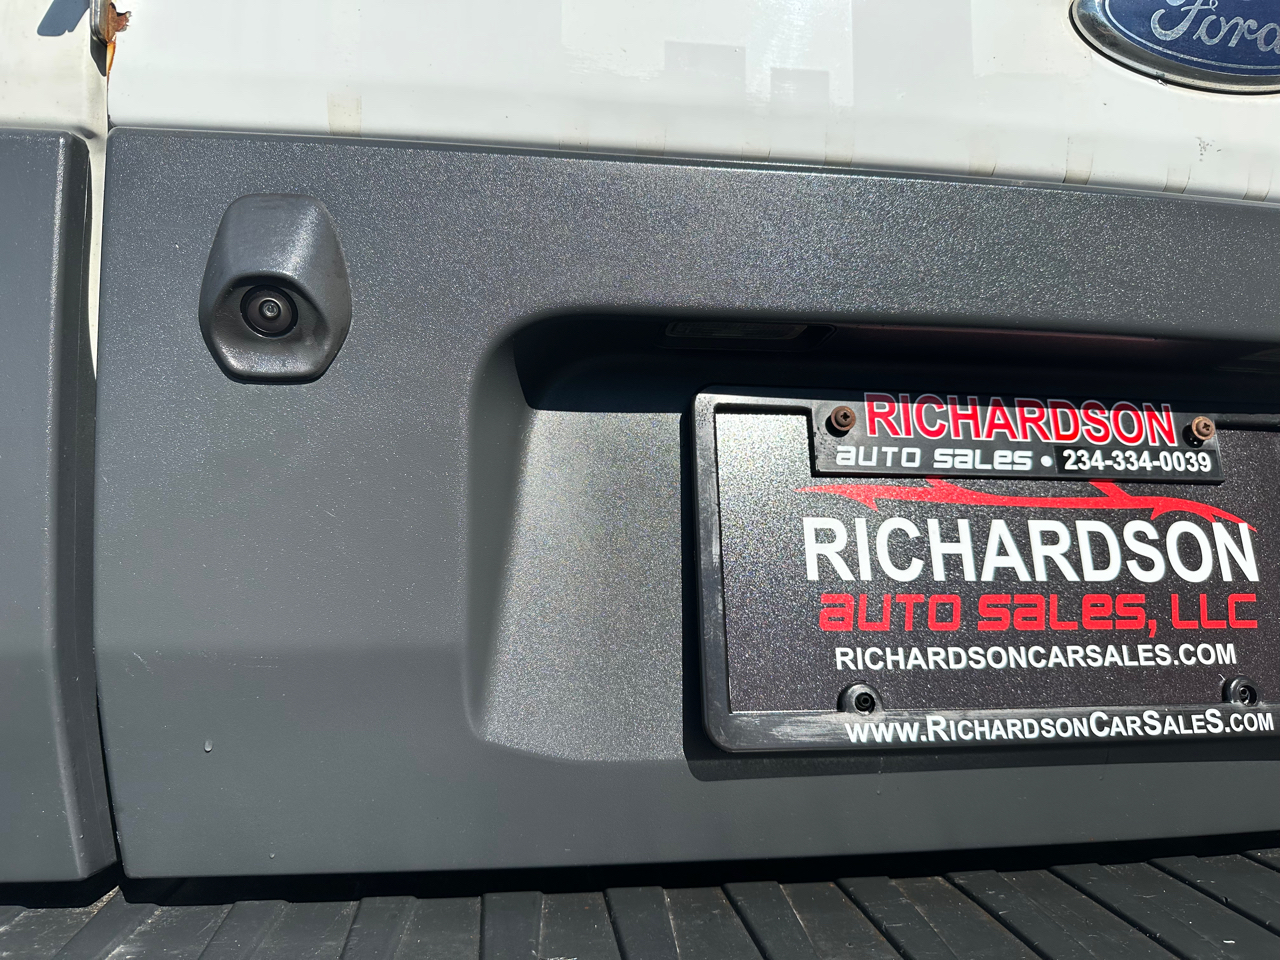 Ford
RICHARDSON
AUTO SALES • 234-334-0039
RICHARDSON
AUTO SALES, LLC
RICHARDSONCARSALES.COM
WWW.RICHARDSONCARSALES.COM